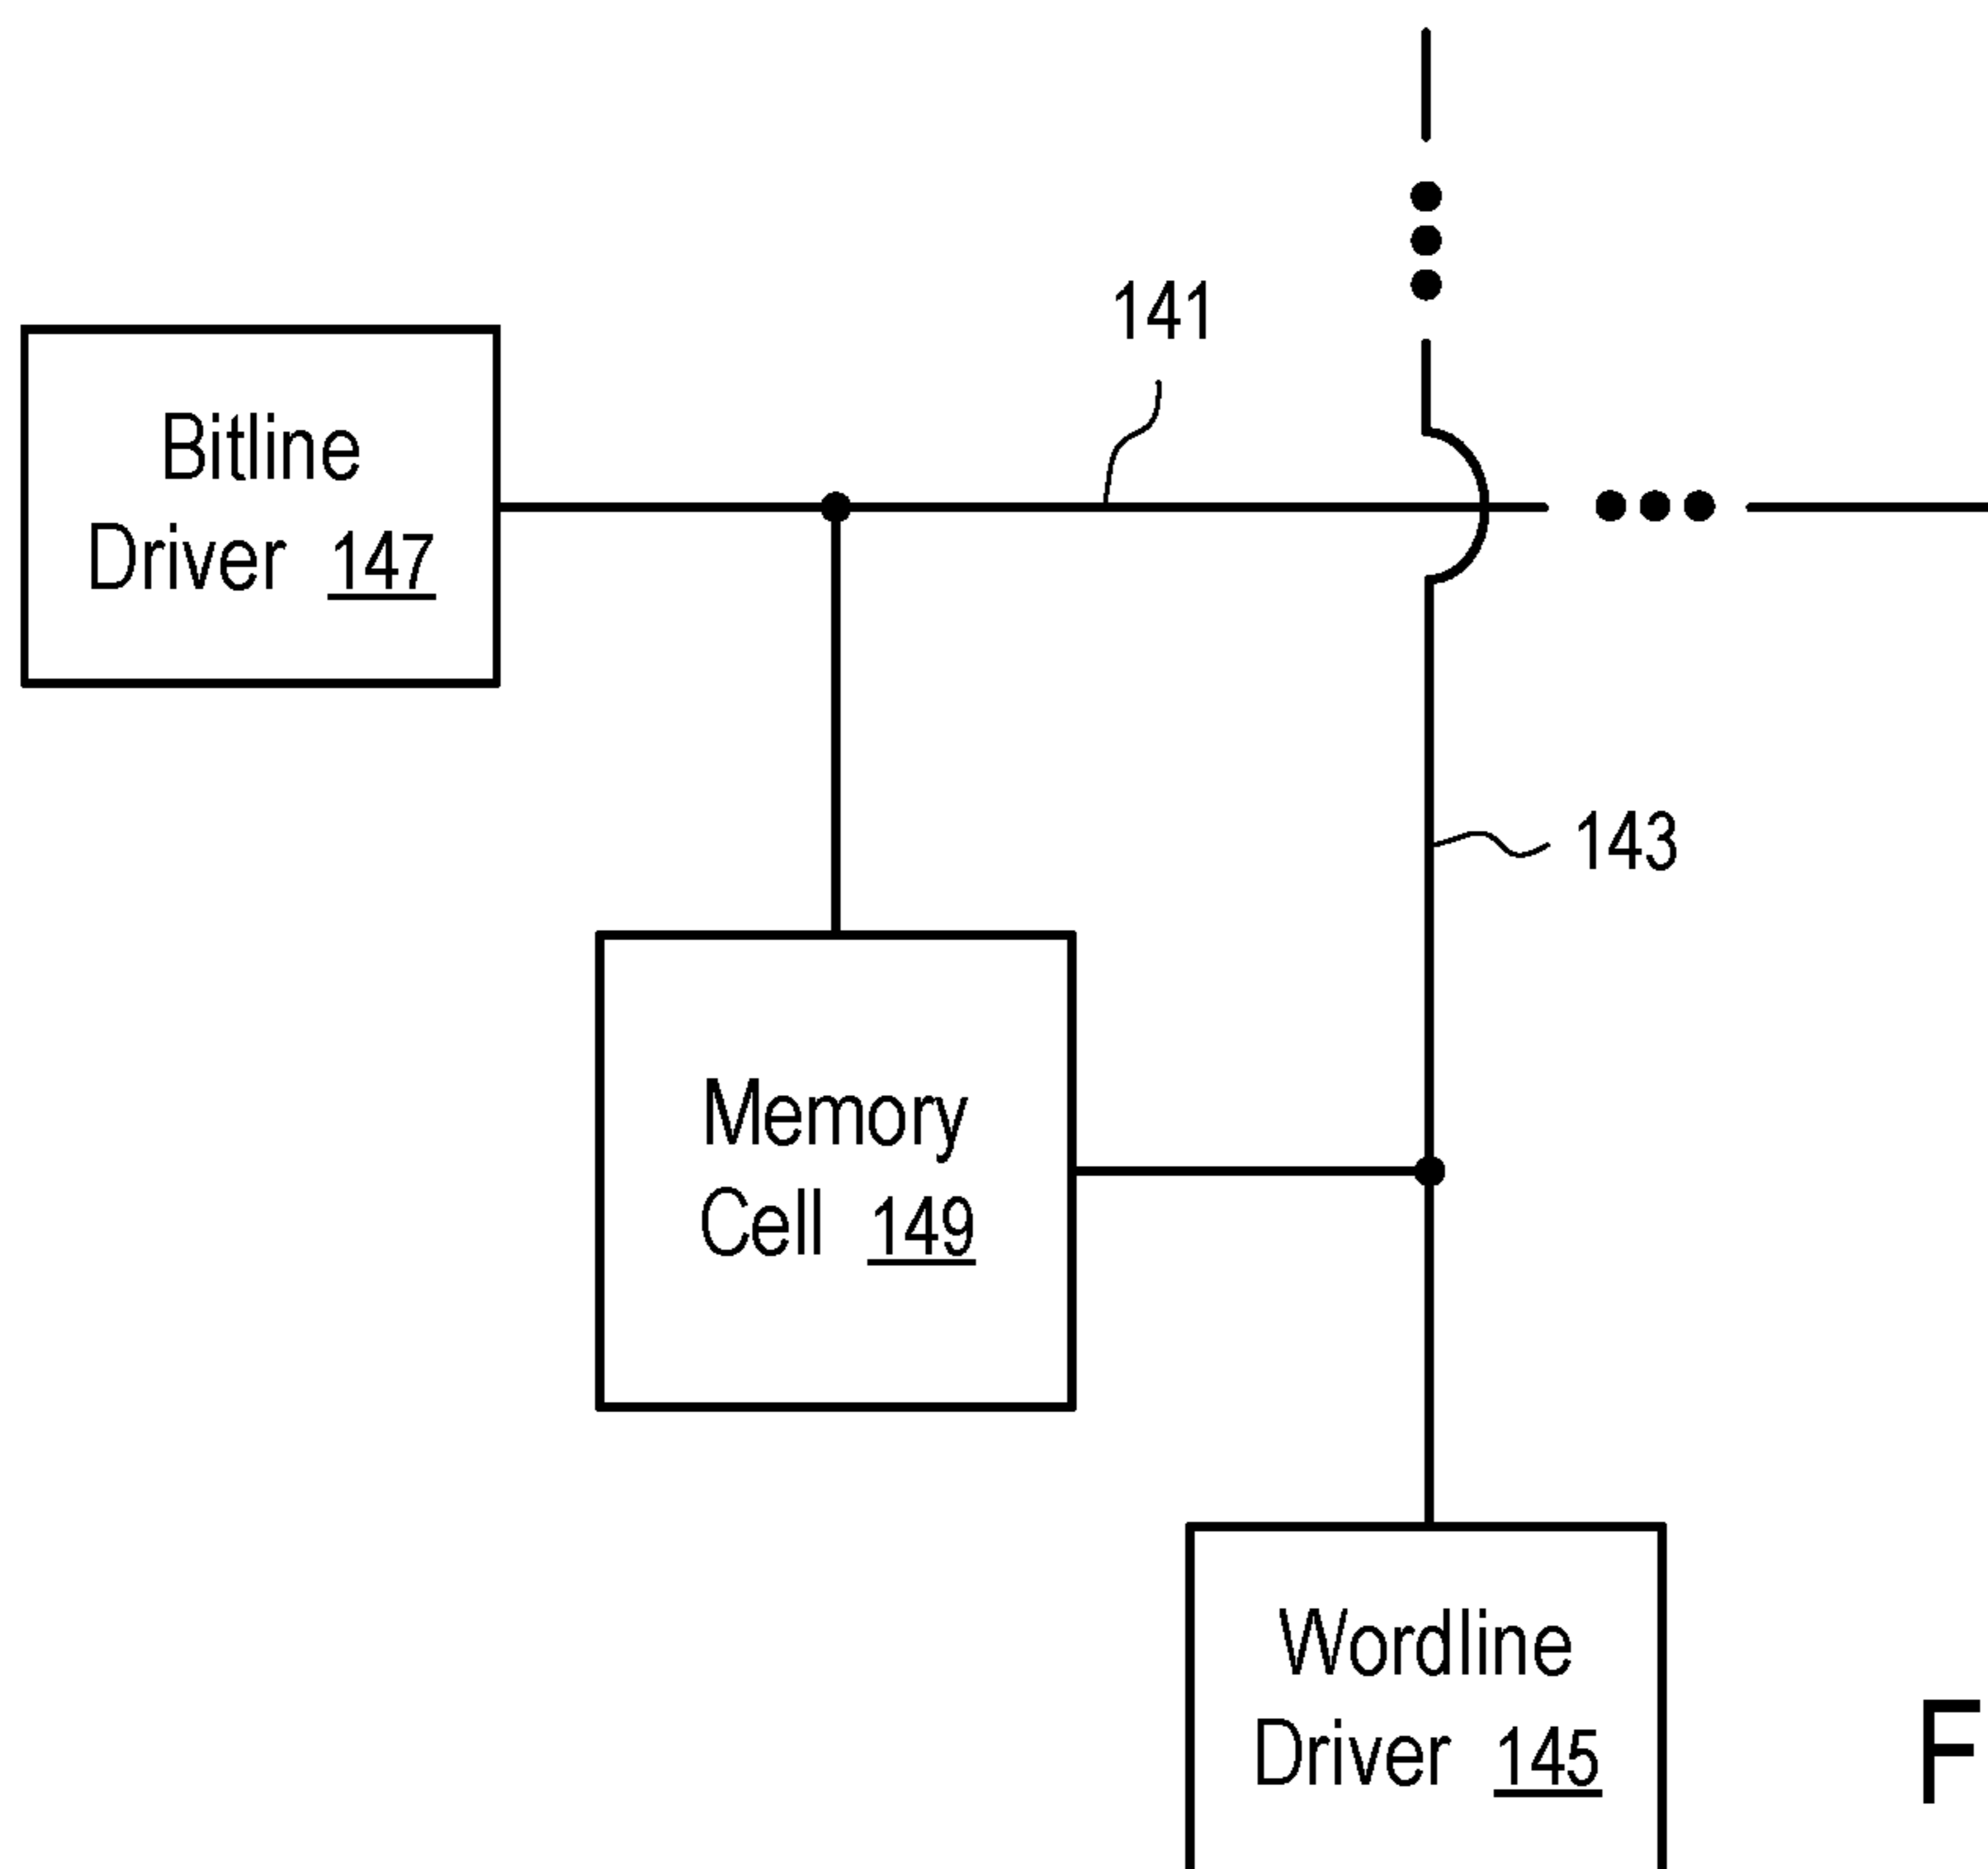 141
Bitline
Driver 147
143
Memory
Cell 149
Wordline
Driver 145
F